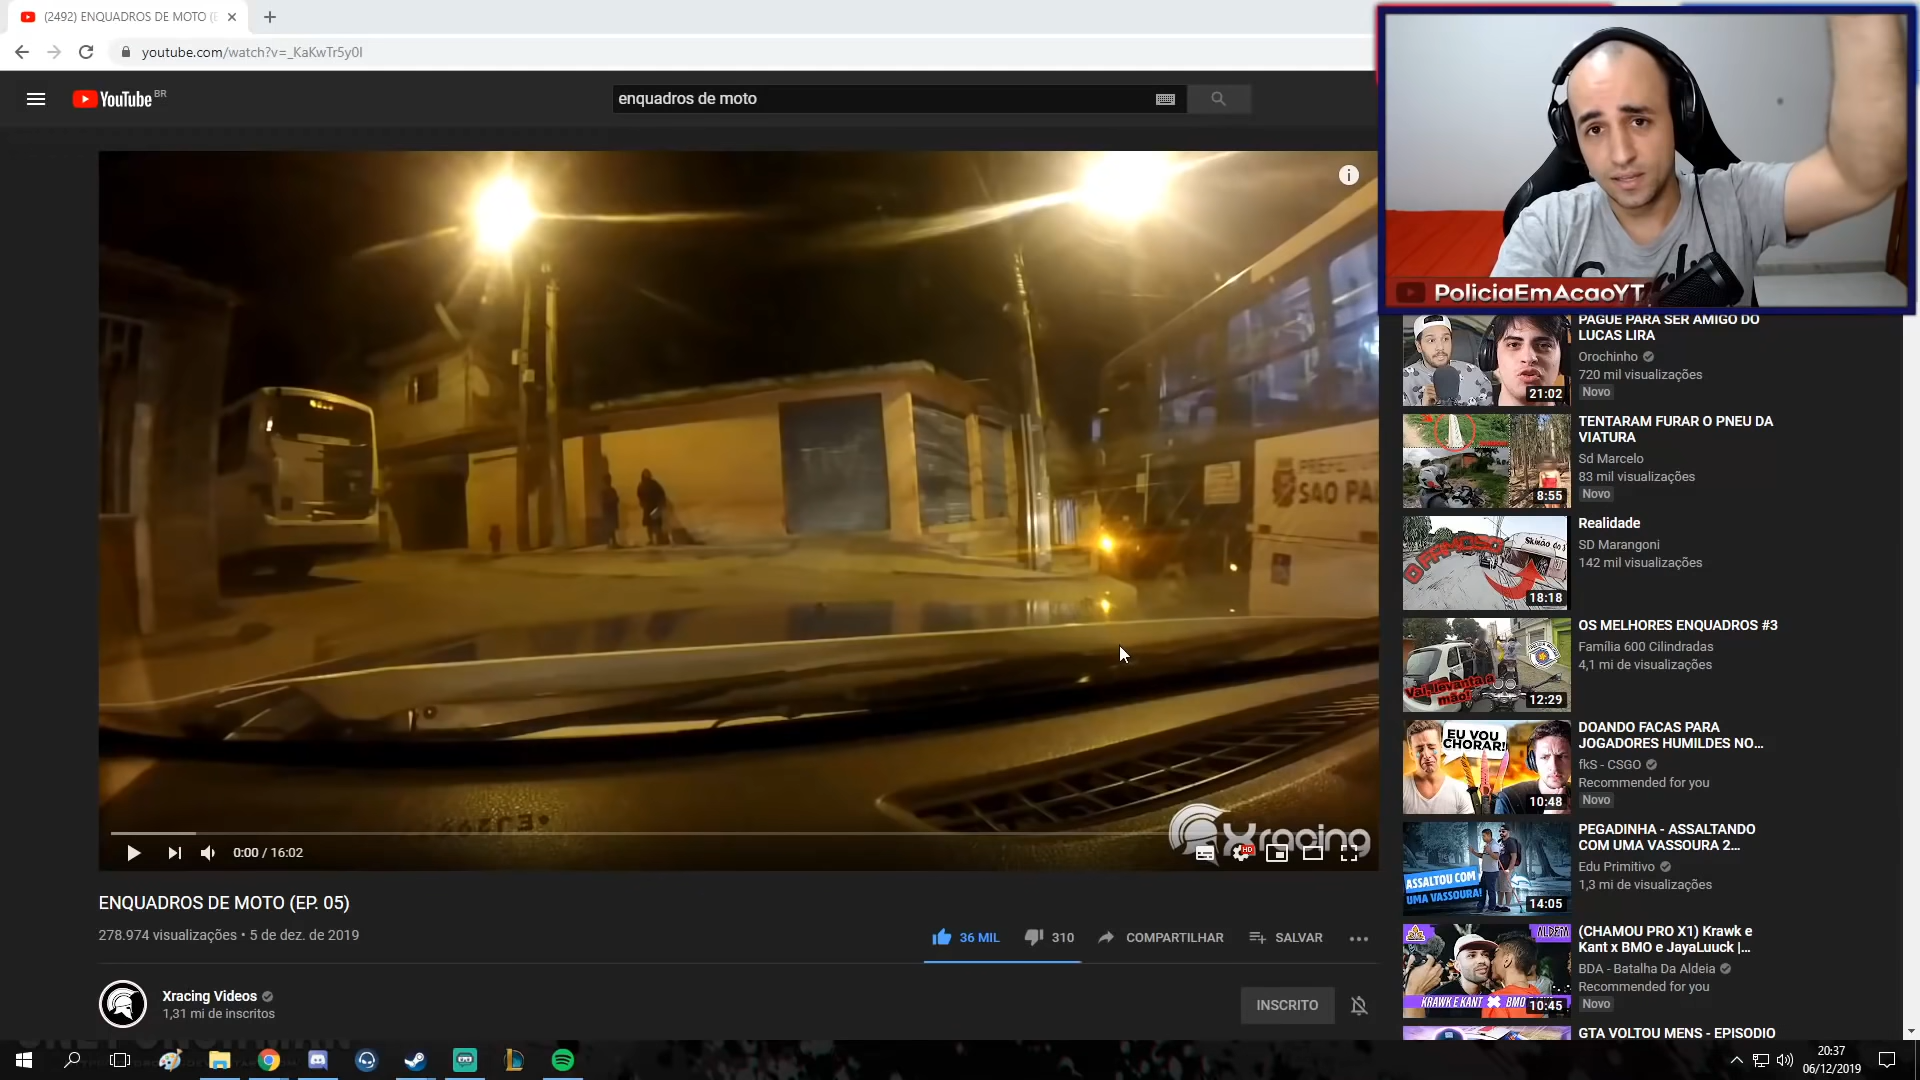 (2492) ENQUADROS DE MOTO (E
youtube.com/watch?v=_KaKwTr5y0I
YouTube BR
enquadros de moto
PoliciaEmAcaoYT
SAO PA
Xracing
0:00 / 16:02
HD
ENQUADROS DE MOTO (EP. 05)
278.974 visualizações • 5 de dez. de 2019
36 MIL
310
COMPARTILHAR
SALVAR
Xracing Videos
1,31 mi de inscritos
INSCRITO
PAGUE PARA SER AMIGO DO
LUCAS LIRA
Orochinho
720 mil visualizações
Novo
21:02
TENTARAM FURAR O PNEU DA
VIATURA
Sd Marcelo
83 mil visualizações
Novo
8:55
Realidade
SD Marangoni
142 mil visualizações
O FAMOSO
18:18
OS MELHORES ENQUADROS #3
Família 600 Cilindradas
4,1 mi de visualizações
Vai, levanta a
mão!
12:29
DOANDO FACAS PARA
JOGADORES HUMILDES NO...
fkS - CSGO
Recommended for you
Novo
EU VOU
CHORAR!
10:48
PEGADINHA - ASSALTANDO
COM UMA VASSOURA 2...
Edu Primitivo
1,3 mi de visualizações
ASSALTOU COM
UMA VASSOURA!
14:05
(CHAMOU PRO X1) Krawk e
Kant x BMO e JayaLuuck |...
BDA - Batalha Da Aldeia
Recommended for you
Novo
KRAWK E KANT X BMO
10:45
GTA VOLTOU MENS - EPISODIO
20:37
06/12/2019